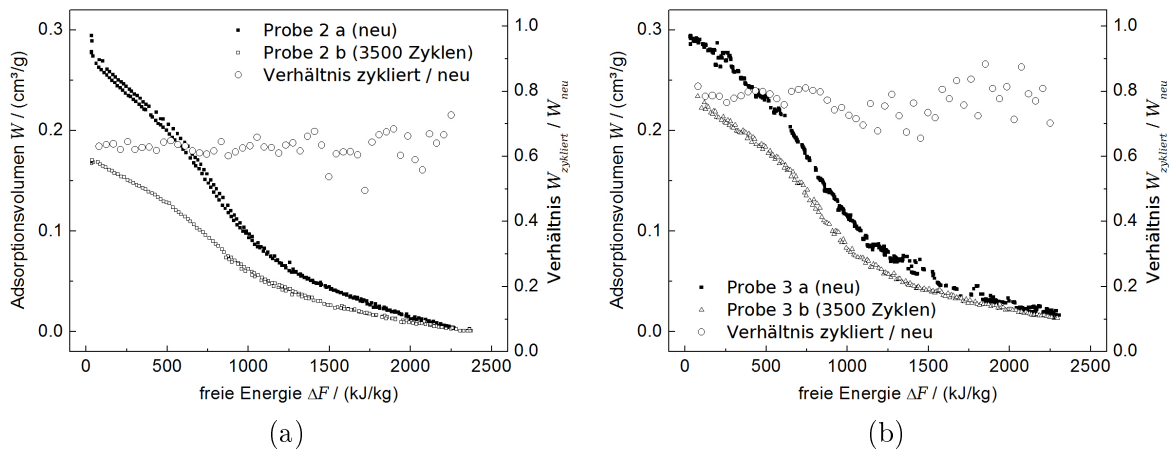 Probe 2 a (neu)
Probe 2 b (3500 Zyklen)
Verhältnis zykliert / neu
0.3
0.2
0.1
0.0
Adsorptionsvolumen W / (cm³/g)
1.0
0.8
0.6
0.4
0.2
0.0
Verhältnis W_zykliert / W_neu
0 500 1000 1500 2000 2500
freie Energie ΔF / (kJ/kg)
(a)
0.3
0.2
0.1
0.0
Adsorptionsvolumen W / (cm³/g)
Probe 3 a (neu)
Probe 3 b (3500 Zyklen)
Verhältnis zykliert / neu
1.0
0.8
0.6
0.4
0.2
0.0
Verhältnis W_zykliert / W_neu
0 500 1000 1500 2000 2500
freie Energie ΔF / (kJ/kg)
(b)